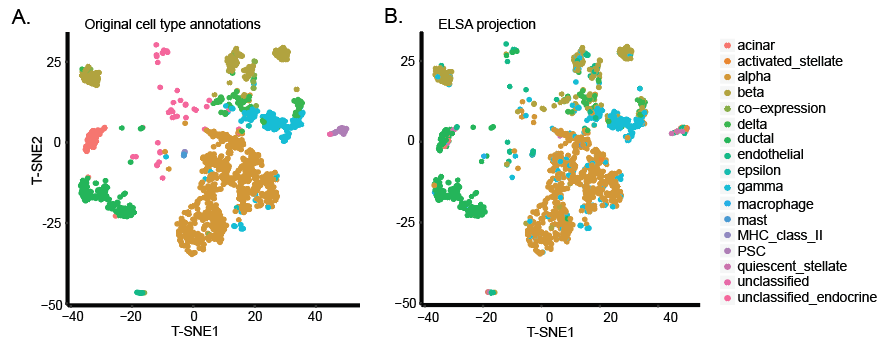 A.
Original cell type annotations
25
0
−25
−50
T-SNE2
−40
−20
0
20
40
T-SNE1
B.
ELSA projection
25
0
−25
−50
−40
−20
0
20
40
T-SNE1
acinar
activated_stellate
alpha
beta
co−expression
delta
ductal
endothelial
epsilon
gamma
macrophage
mast
MHC_class_II
PSC
quiescent_stellate
unclassified
unclassified_endocrine